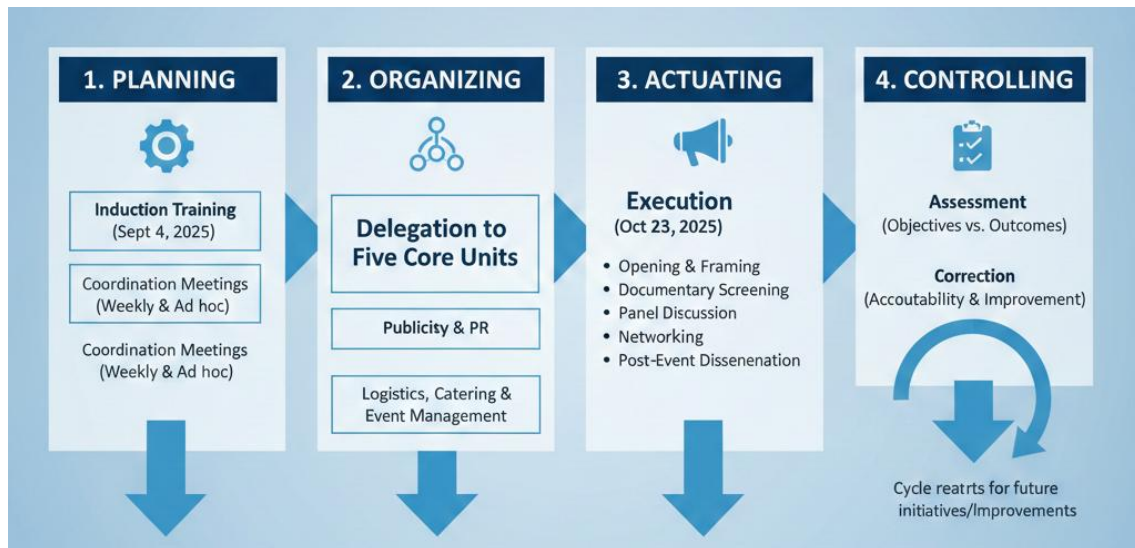 1. PLANNING
Induction Training
(Sept 4, 2025)
Coordination Meetings
(Weekly & Ad hoc)
Coordination Meetings
(Weekly & Ad hoc)
2. ORGANIZING
Delegation to
Five Core Units
Publicity & PR
Logistics, Catering &
Event Management
3. ACTUATING
Execution
(Oct 23, 2025)
• Opening & Framing
• Documentary Screening
• Panel Discussion
• Networking
• Post-Event Dissenenation
4. CONTROLLING
Assessment
(Objectives vs. Outcomes)
Correction
(Accoutability & Improvement)
Cycle reatrts for future
initiatives/Improvements